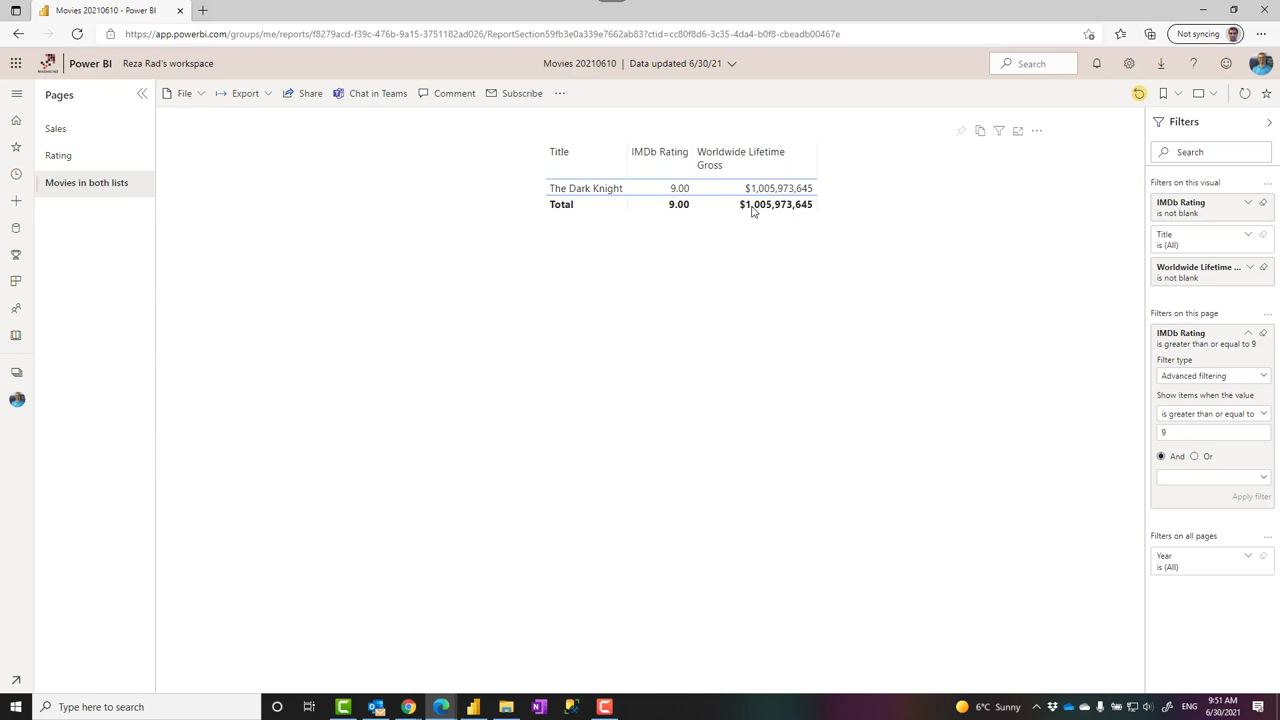 Movies 20210610 - Power BI
https://app.powerbi.com/groups/me/reports/f8279acd-f39c-476b-9a15-3751182ad026/ReportSection59fb3e0a339e7662ab83?ctid=cc80f8d6-3c35-4da4-b0f8-cbeadb00467e
Not syncing
Power BI Reza Rad's workspace
Movies 20210610 | Data updated 6/30/21
Search
Pages
File Export Share Chat in Teams Comment Subscribe
Sales
Rating
Movies in both lists
Title IMDb Rating Worldwide Lifetime
Gross
The Dark Knight 9.00 $1,005,973,645
Total 9.00 $1,005,973,645
Filters
Search
Filters on this visual
IMDb Rating
is not blank
Title
is (All)
Worldwide Lifetime ...
is not blank
Filters on this page
IMDb Rating
is greater than or equal to 9
Filter type
Advanced filtering
Show items when the value
is greater than or equal to
9
And Or
Apply filter
Filters on all pages
Year
is (All)
Type here to search
6°C Sunny
ENG
9:51 AM
6/30/2021